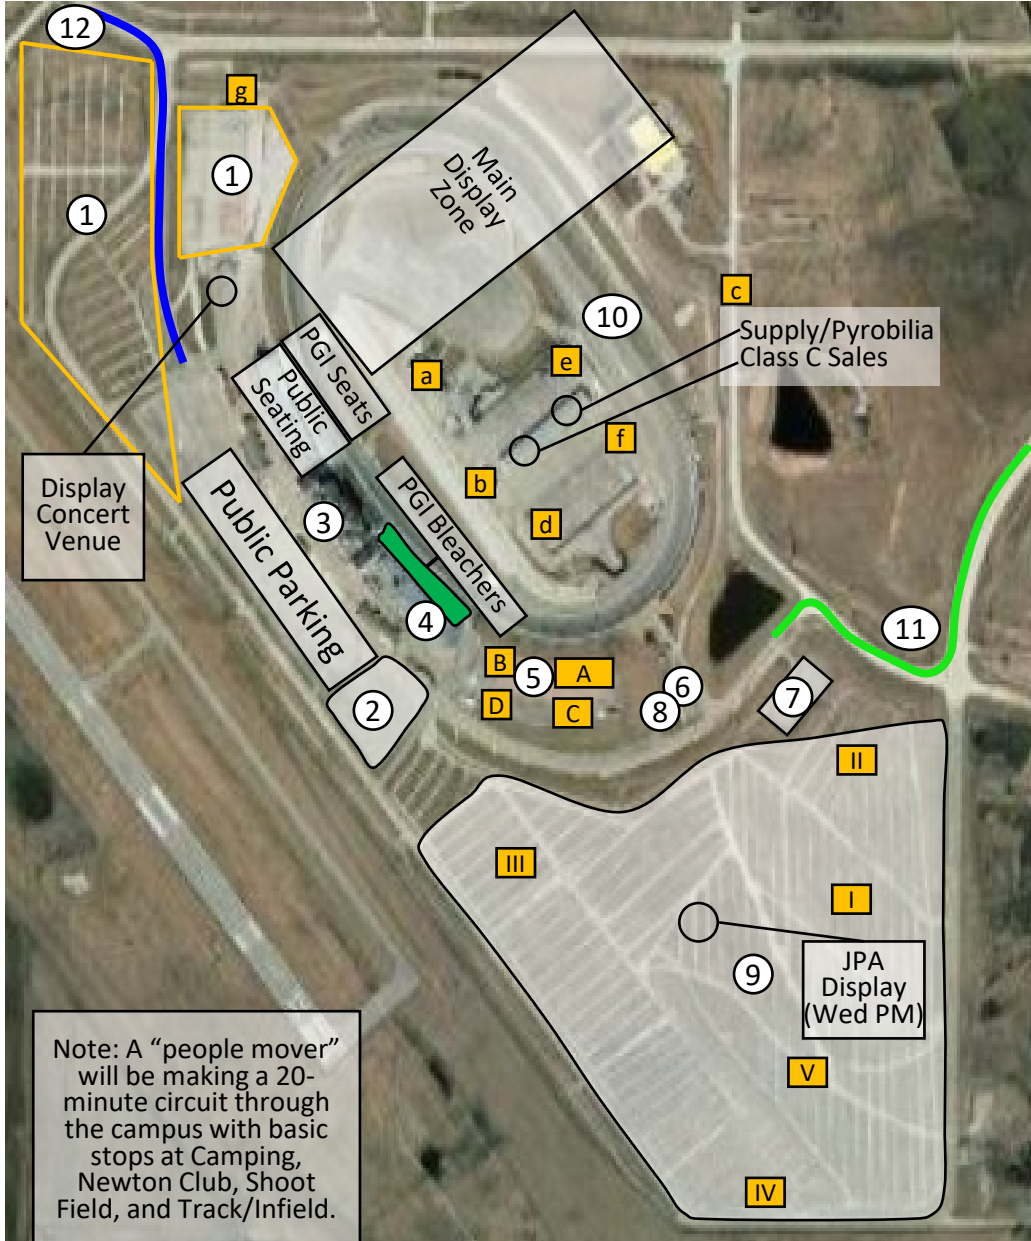 12
g
1
1
Main
Display
Zone
c
10
Supply/Pyrobilia
Class C Sales
PGI Seats
Public
Seating
a
e
f
b
d
Display
Concert
Venue
Public Parking
3
PGI Bleachers
4
11
B
5
A
6
7
D
C
8
2
II
III
I
JPA
Display
(Wed PM)
9
V
IV
Note: A “people mover”
will be making a 20-
minute circuit through
the campus with basic
stops at Camping,
Newton Club, Shoot
Field, and Track/Infield.